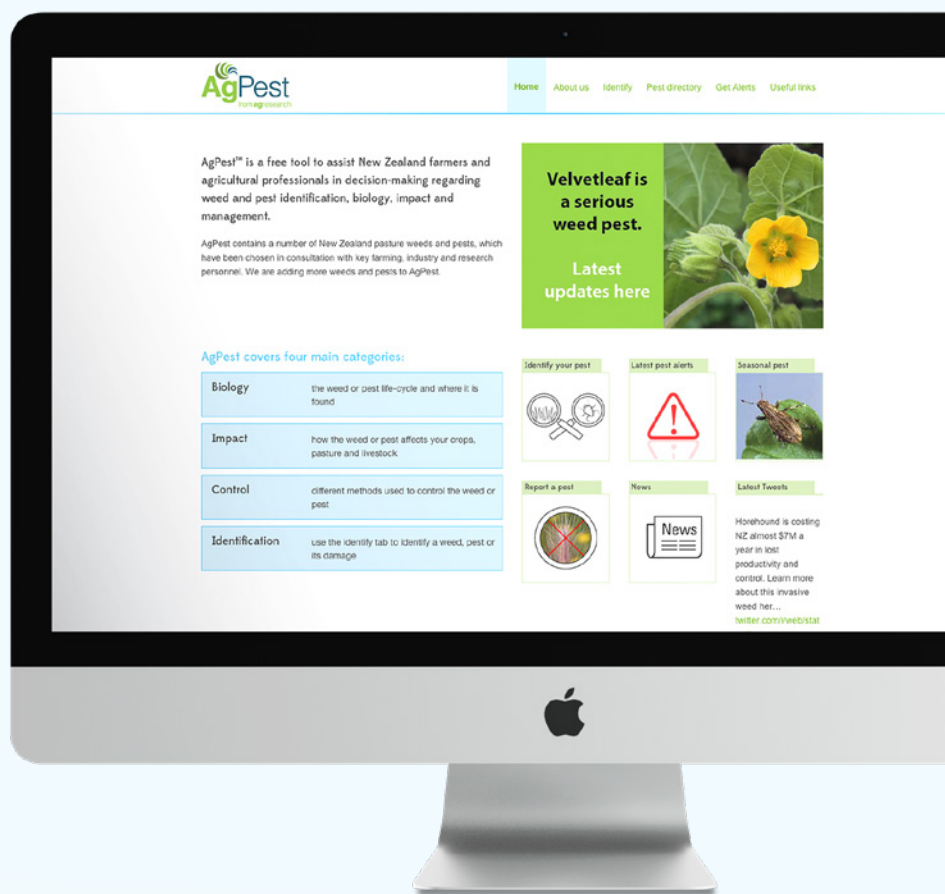 AgPest
from agresearch
Home About us Identify Pest directory Get Alerts Useful links
AgPest™ is a free tool to assist New Zealand farmers and
agricultural professionals in decision-making regarding
weed and pest identification, biology, impact and
management.
AgPest contains a number of New Zealand pasture weeds and pests, which
have been chosen in consultation with key farming, industry and research
personnel. We are adding more weeds and pests to AgPest.
Velvetleaf is
a serious
weed pest.
Latest
updates here
AgPest covers four main categories:
Biology the weed or pest life-cycle and where it is
found
Impact how the weed or pest affects your crops,
pasture and livestock
Control different methods used to control the weed or
pest
Identification use the identify tab to identify a weed, pest or
its damage
Identify your pest Latest pest alerts Seasonal pest
Report a pest News Latest Tweets
News
Horehound is costing
NZ almost $7M a
year in lost
productivity and
control. Learn more
about this invasive
weed her…